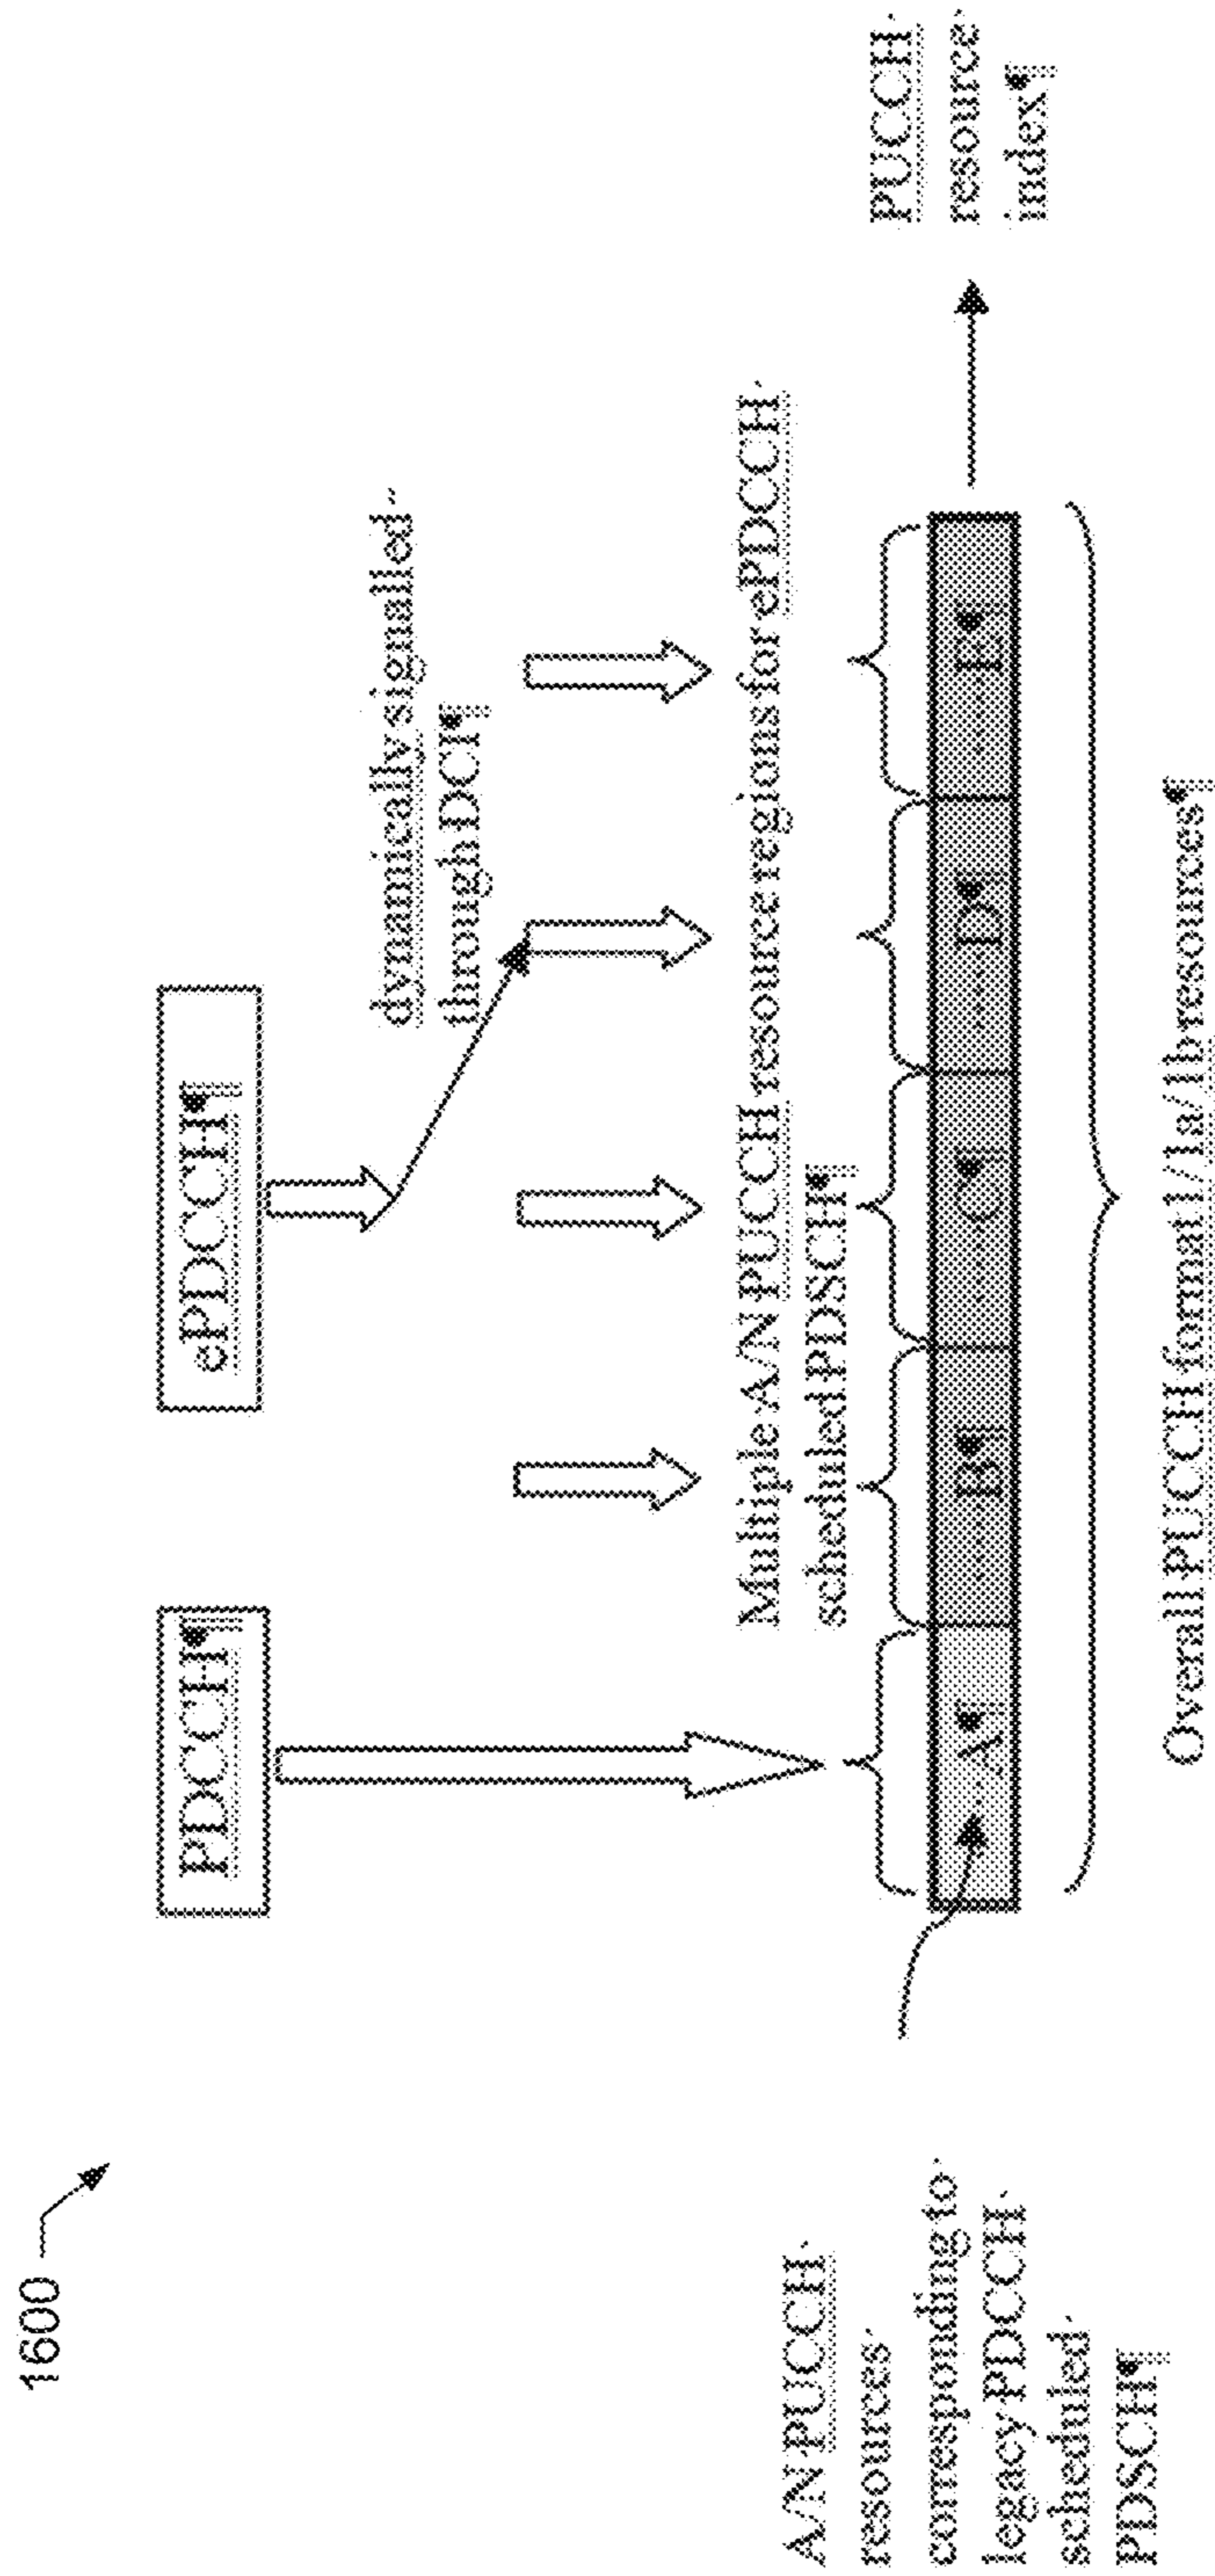 1600
PDCCH¶
ePDCCH¶
dynamically signalled
through DCI¶
Multiple A/N PUCCH resource regions for ePDCCH
scheduled PDSCH¶
A/N PUCCH
resources
corresponding to
legacy PDCCH
scheduled
PDSCH¶
A¶
B¶
C¶
D¶
E¶
PUCCH
resource
index¶
Overall PUCCH format 1/1a/1b resources¶